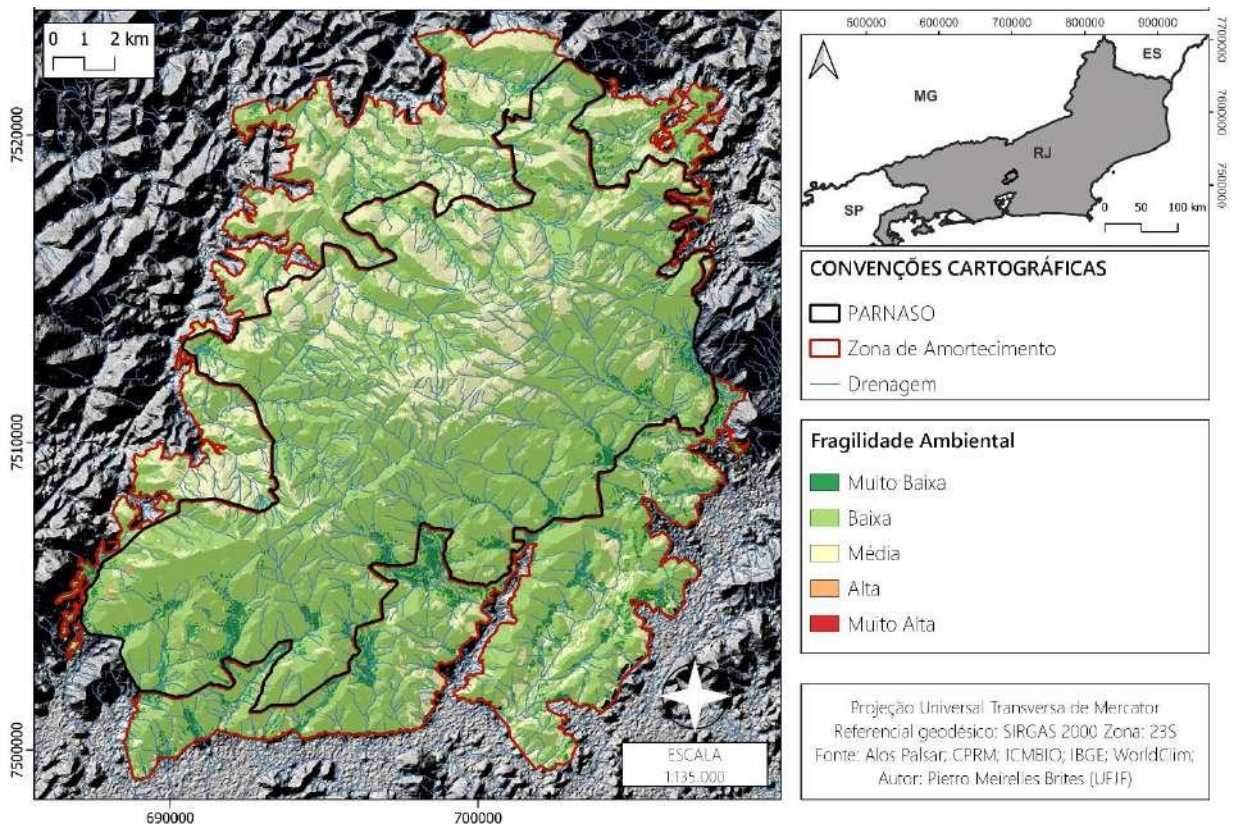 0 1 2 km
7520000
7510000
7500000
690000
700000
ESCALA
1:135.000
500000 600000 700000 800000 900000
7700000
7600000
7500000
MG
ES
RJ
SP
0 50 100 km
CONVENÇÕES CARTOGRÁFICAS
PARNASO
Zona de Amortecimento
Drenagem
Fragilidade Ambiental
Muito Baixa
Baixa
Média
Alta
Muito Alta
Projeção Universal Transversa de Mercator
Referencial geodésico: SIRGAS 2000 Zona: 23S
Fonte: Alos Palsar; CPRM; ICMBIO; IBGE; WorldClim;
Autor: Pietro Meirelles Brites (UFJF)